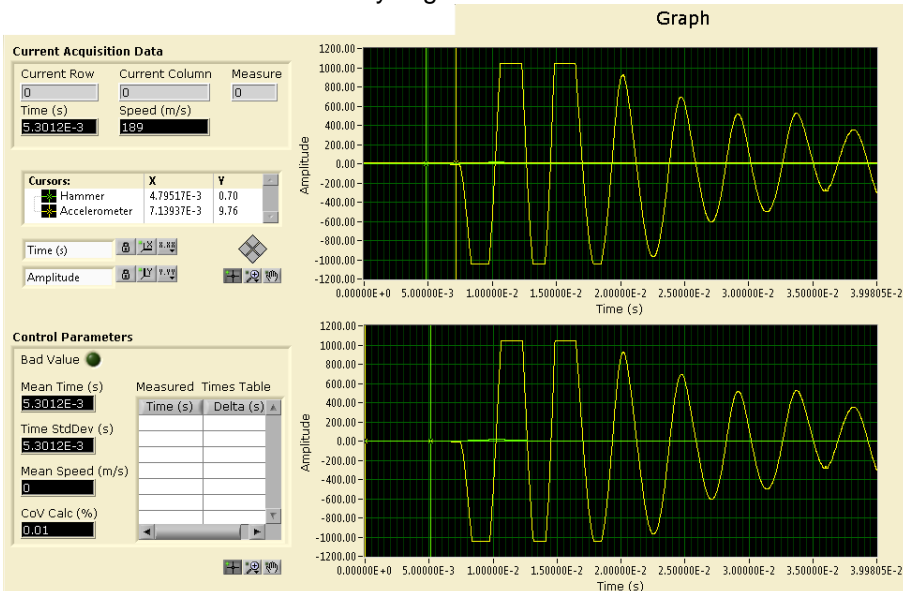 Graph
Current Acquisition Data
Current Row Current Column Measure
0 0 0
Time (s) Speed (m/s)
5.3012E-3 189
Cursors: X Y
Hammer 4.79517E-3 0.70
Accelerometer 7.13937E-3 9.76
Time (s)
Amplitude
1200.00
1000.00
800.00
600.00
400.00
200.00
0.00
-200.00
-400.00
-600.00
-800.00
-1000.00
-1200.00
Amplitude
0.00000E+0 5.00000E-3 1.00000E-2 1.50000E-2 2.00000E-2 2.50000E-2 3.00000E-2 3.50000E-2 3.99805E-2
Time (s)
Control Parameters
Bad Value
Mean Time (s)
5.3012E-3
Time StdDev (s)
5.3012E-3
Mean Speed (m/s)
0
CoV Calc (%)
0.01
Measured Times Table
Time (s) Delta (s)
1200.00
1000.00
800.00
600.00
400.00
200.00
0.00
-200.00
-400.00
-600.00
-800.00
-1000.00
-1200.00
Amplitude
0.00000E+0 5.00000E-3 1.00000E-2 1.50000E-2 2.00000E-2 2.50000E-2 3.00000E-2 3.50000E-2 3.99805E-2
Time (s)